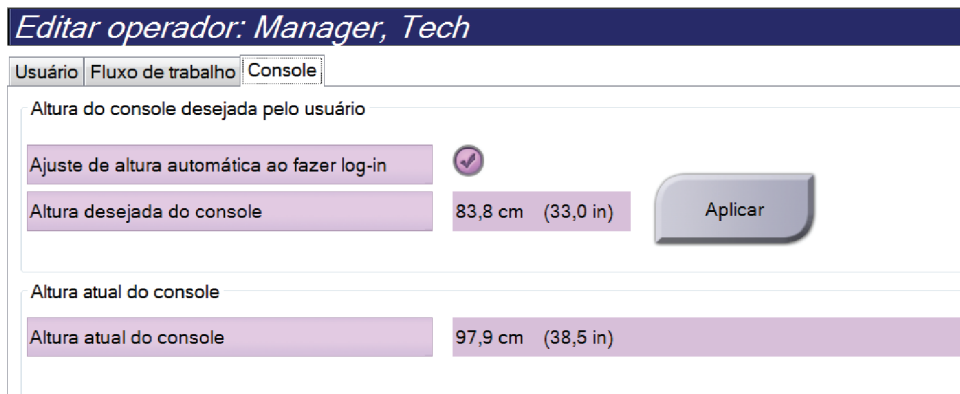 Editar operador: Manager, Tech
Usuário Fluxo de trabalho Console
Altura do console desejada pelo usuário
Ajuste de altura automática ao fazer log-in
Altura desejada do console 83,8 cm (33,0 in) Aplicar
Altura atual do console
Altura atual do console 97,9 cm (38,5 in)